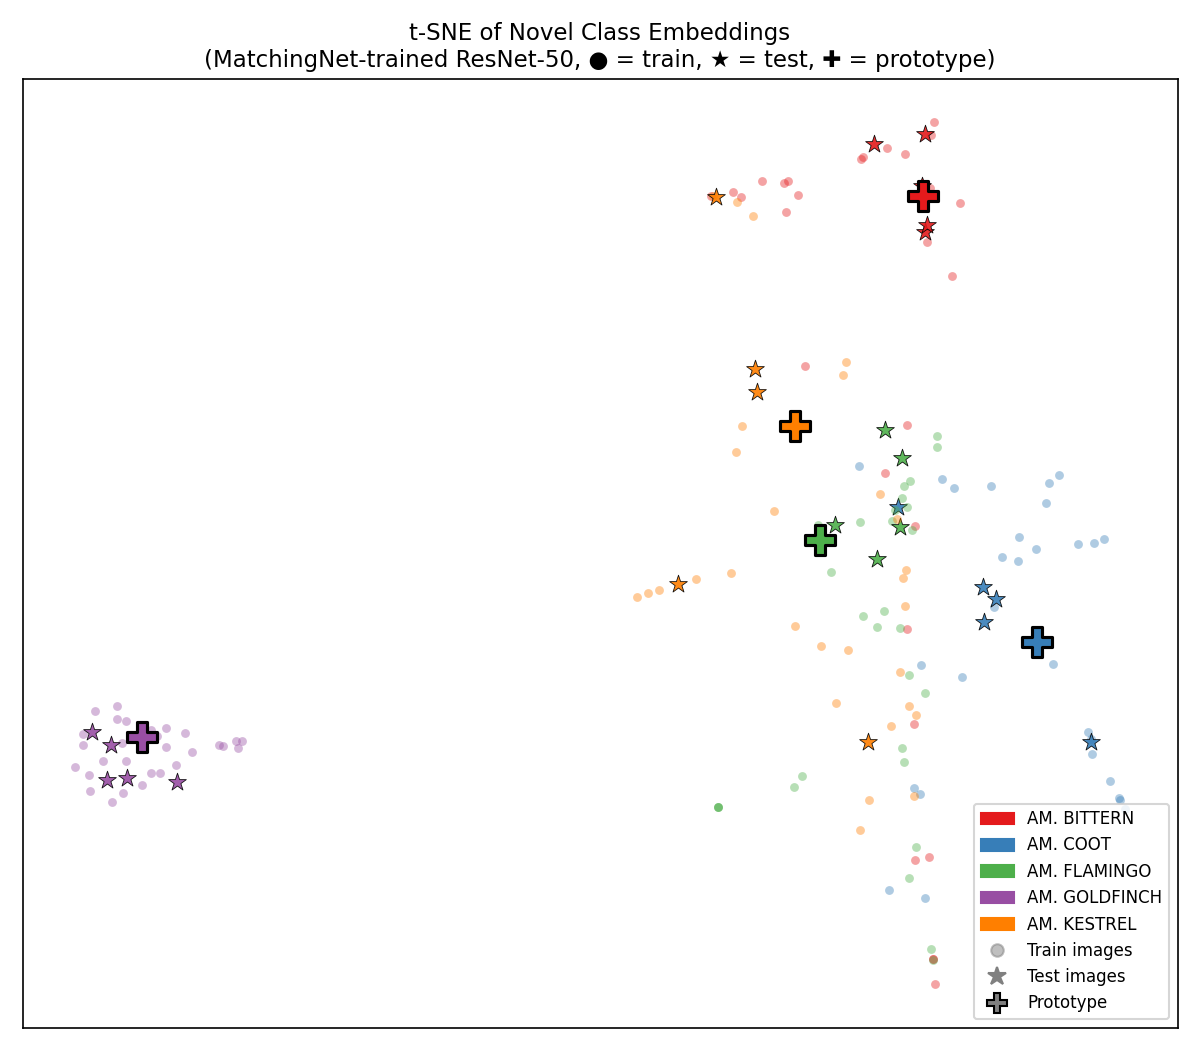 t-SNE of Novel Class Embeddings
(MatchingNet-trained ResNet-50, ● = train, ★ = test, ✚ = prototype)
AM. BITTERN
AM. COOT
AM. FLAMINGO
AM. GOLDFINCH
AM. KESTREL
Train images
Test images
Prototype